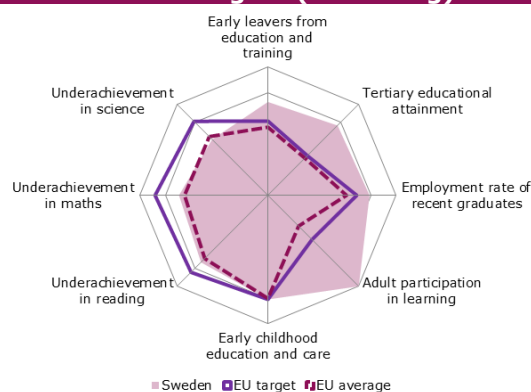 Early leavers from
education and
training
Underachievement
in science
Tertiary educational
attainment
Underachievement
in maths
Employment rate of
recent graduates
Underachievement
in reading
Adult participation
in learning
Early childhood
education and care
Sweden EU target EU average